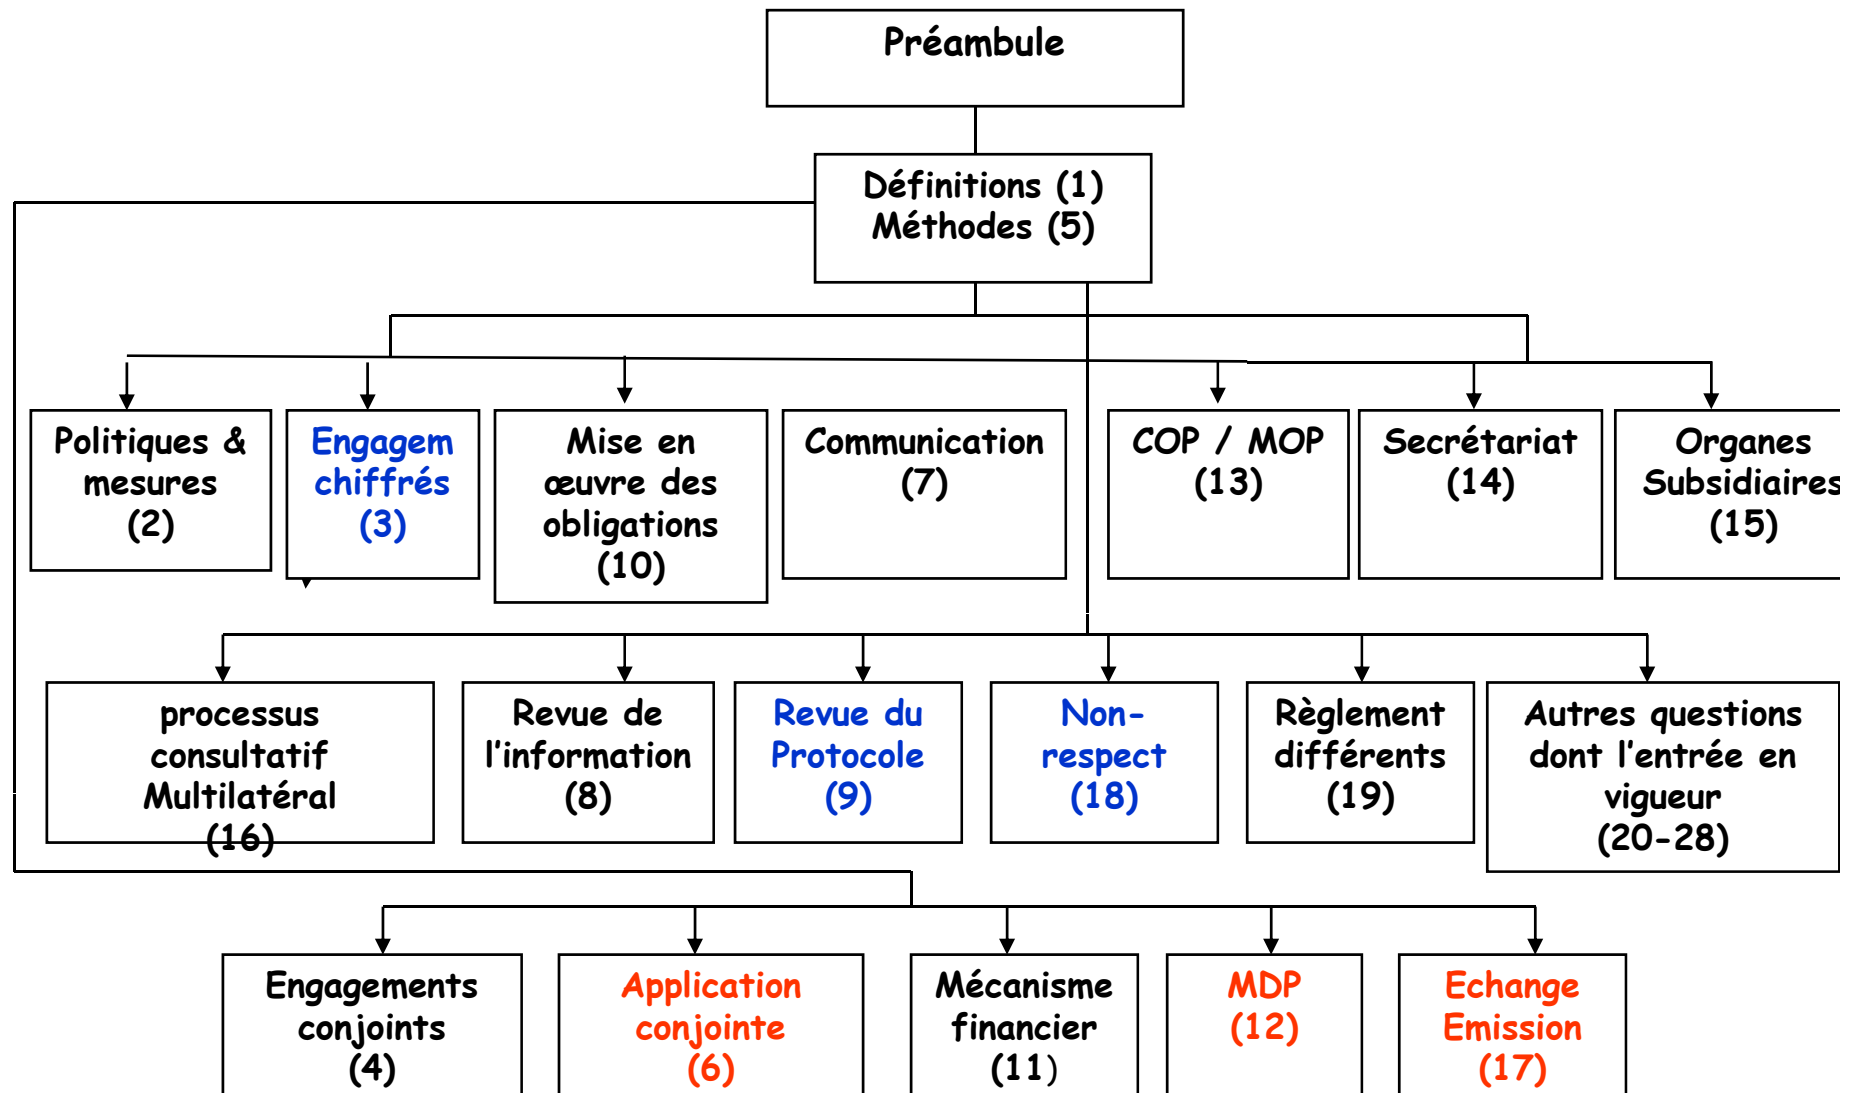 Préambule
Définitions (1)
Méthodes (5)
Politiques &
mesures
(2)
Engagem
chiffrés
(3)
Mise en
œuvre des
obligations
(10)
Communication
(7)
COP / MOP
(13)
Secrétariat
(14)
Organes
Subsidiaires
(15)
processus
consultatif
Multilatéral
(16)
Revue de
l'information
(8)
Revue du
Protocole
(9)
Non-
respect
(18)
Règlement
différents
(19)
Autres questions
dont l'entrée en
vigueur
(20-28)
Engagements
conjoints
(4)
Application
conjointe
(6)
Mécanisme
financier
(11)
MDP
(12)
Echange
Emission
(17)